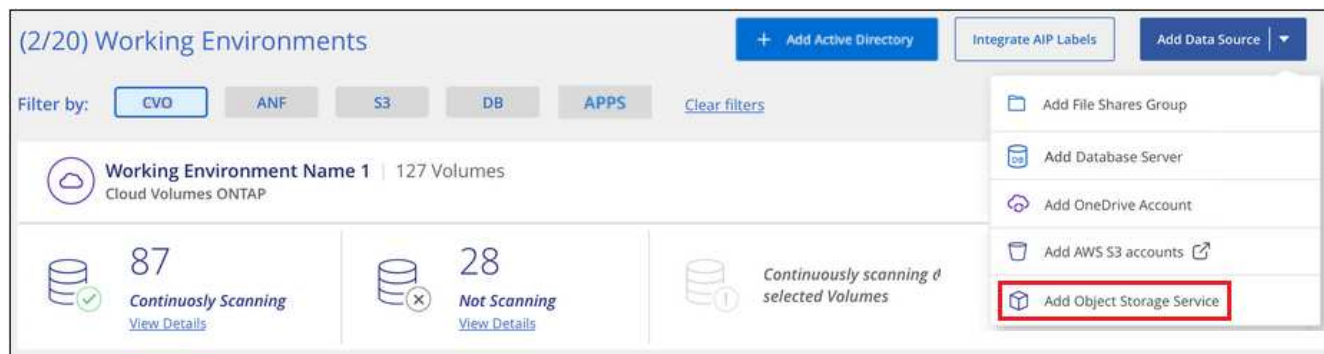 (2/20) Working Environments
+ Add Active Directory
Integrate AIP Labels
Add Data Source
Filter by:
CVO
ANF
S3
DB
APPS
Clear filters
Add File Shares Group
DB
Add Database Server
Add OneDrive Account
Add AWS S3 accounts
Add Object Storage Service
Working Environment Name 1 | 127 Volumes
Cloud Volumes ONTAP
87
Continuosly Scanning
View Details
28
Not Scanning
View Details
Continuously scanning
selected Volumes